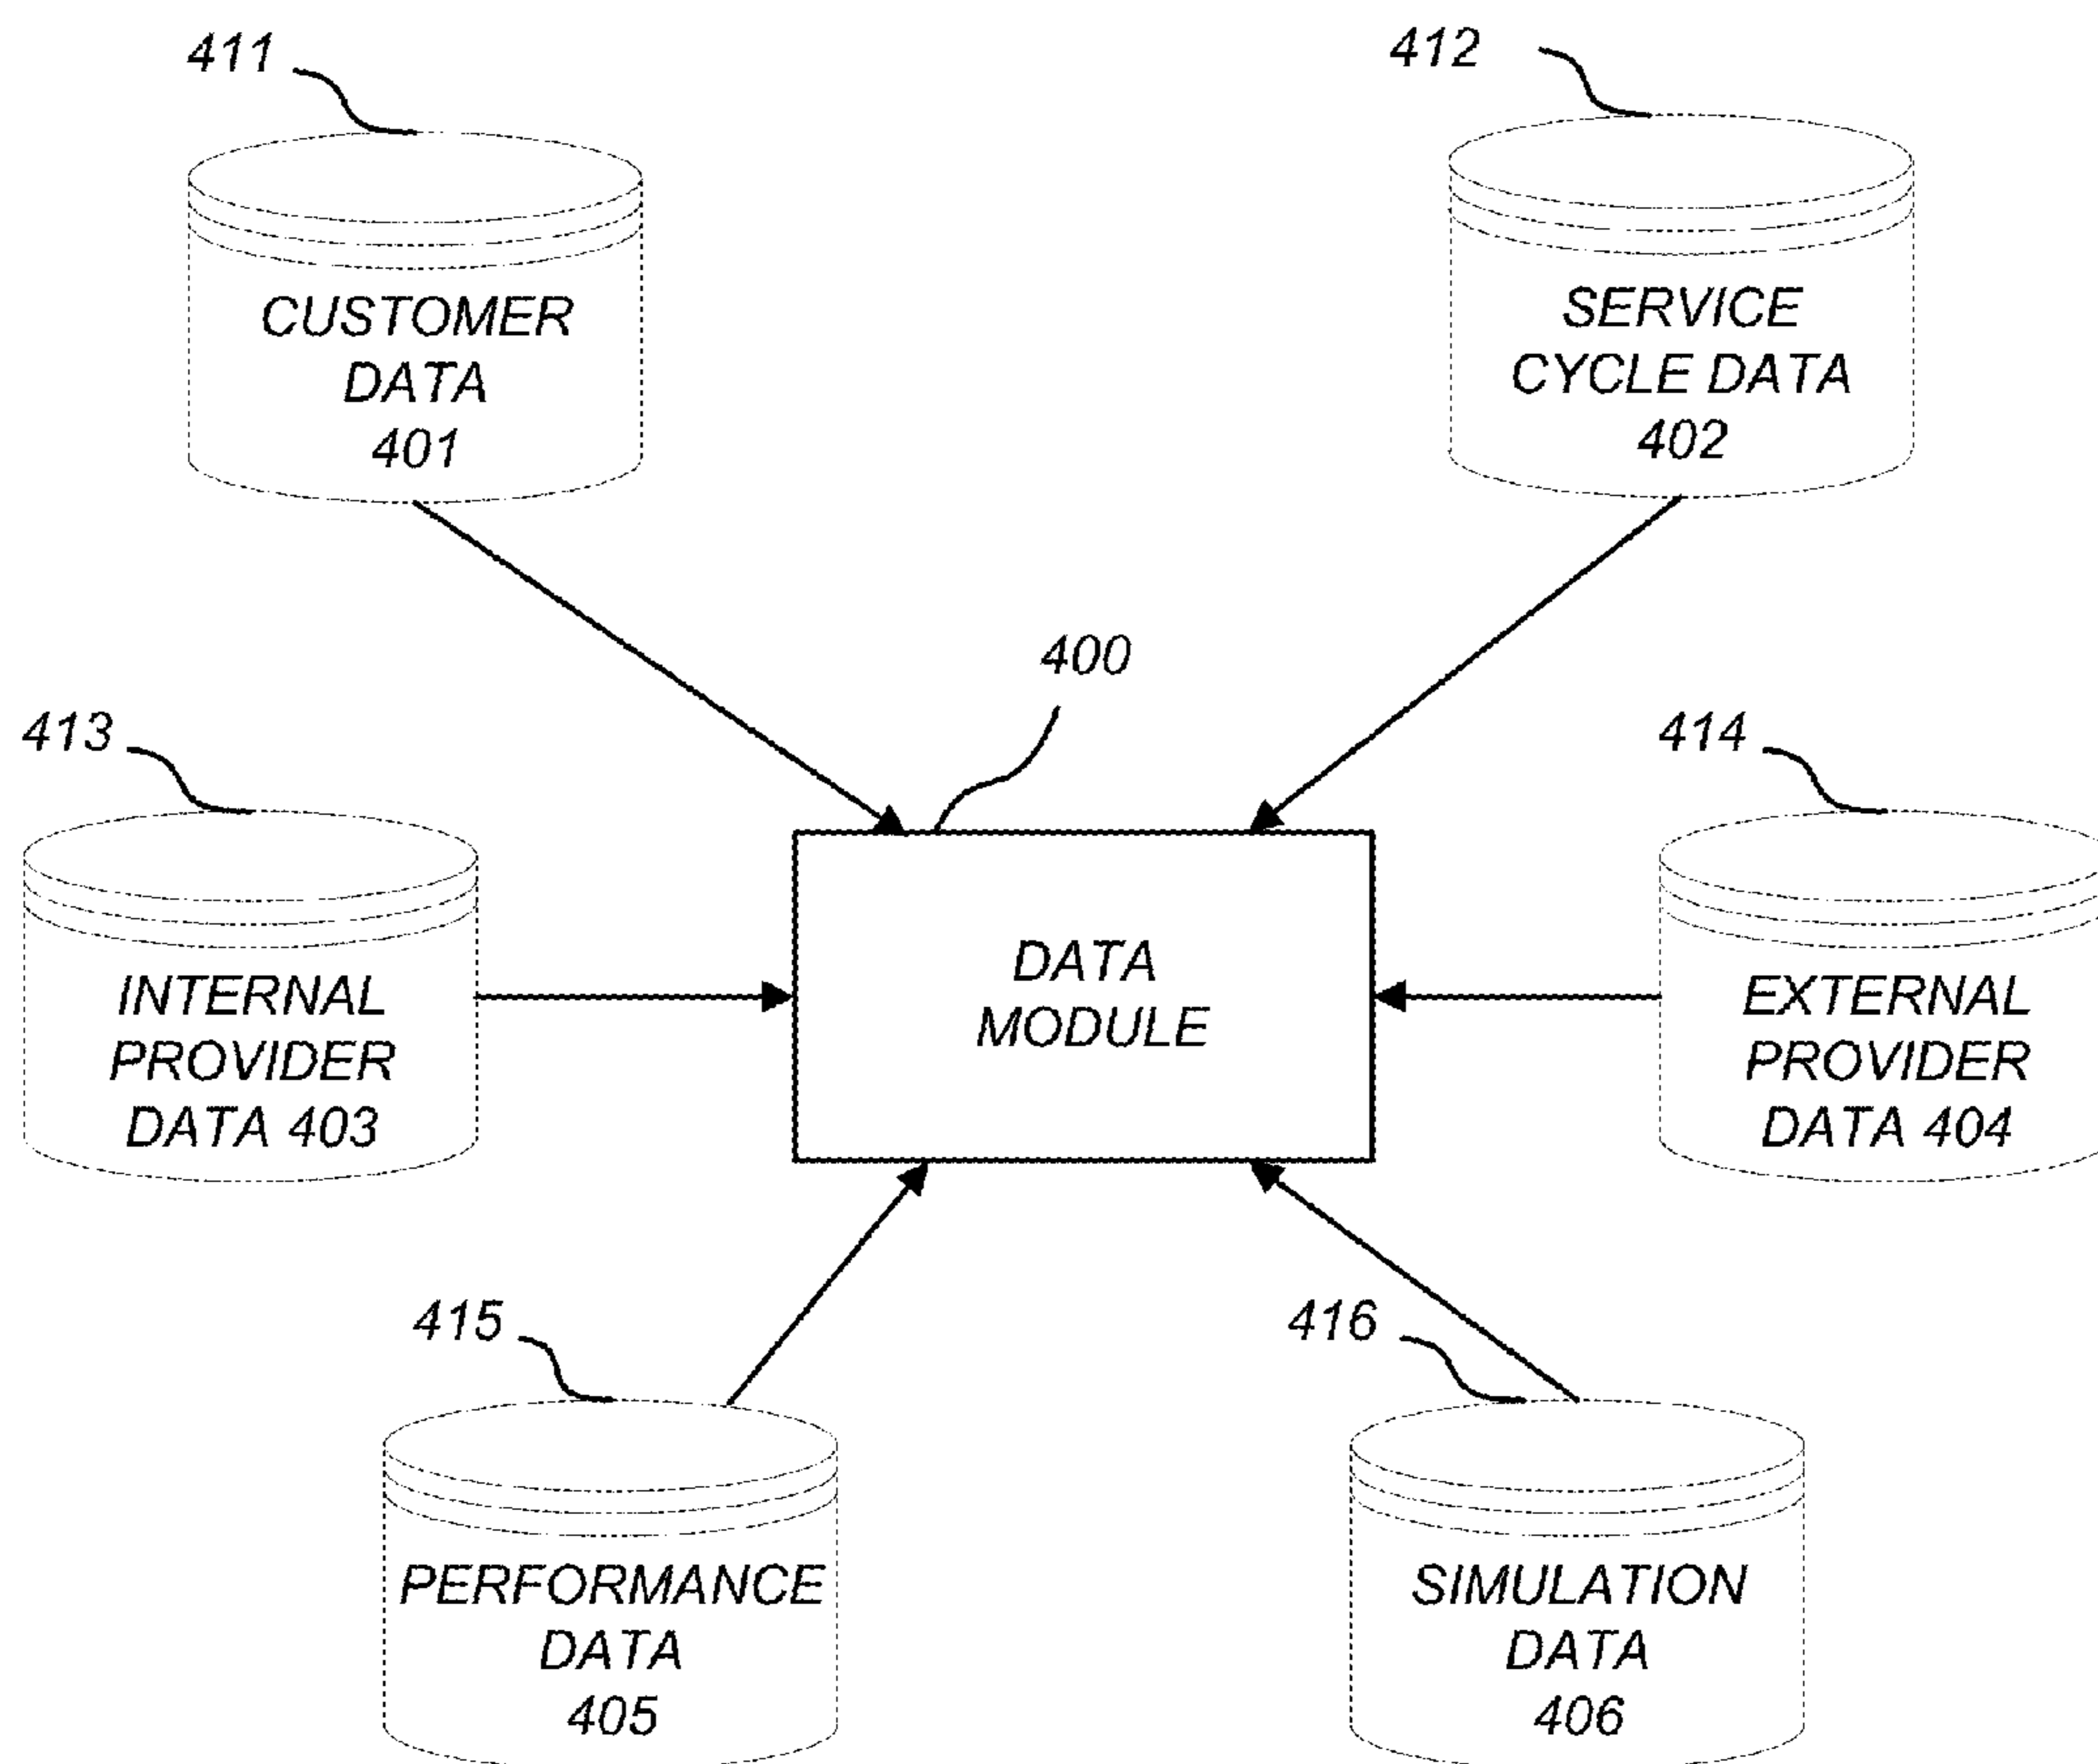 411
412
CUSTOMER
DATA
401
SERVICE
CYCLE DATA
402
400
413
414
INTERNAL
PROVIDER
DATA 403
DATA
MODULE
EXTERNAL
PROVIDER
DATA 404
415
416
PERFORMANCE
DATA
405
SIMULATION
DATA
406